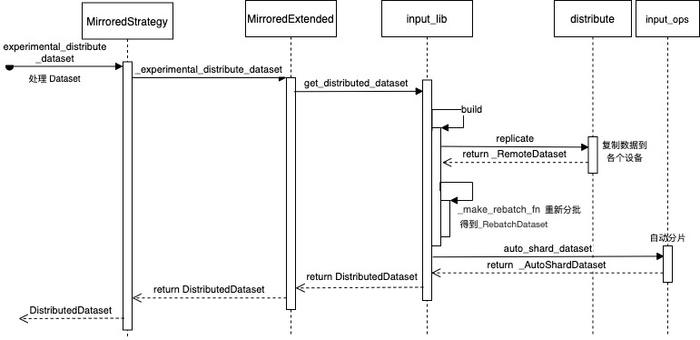 MirroredStrategy
MirroredExtended
input_lib
distribute
input_ops
experimental_distribute
_dataset
处理 Dataset
_experimental_distribute_dataset
get_distributed_dataset
build
replicate
return _RemoteDataset
复制数据到
各个设备
_make_rebatch_fn 重新分批
得到_RebatchDataset
自动分片
auto_shard_dataset
return _AutoShardDataset
return DistributedDataset
return DistributedDataset
DistributedDataset